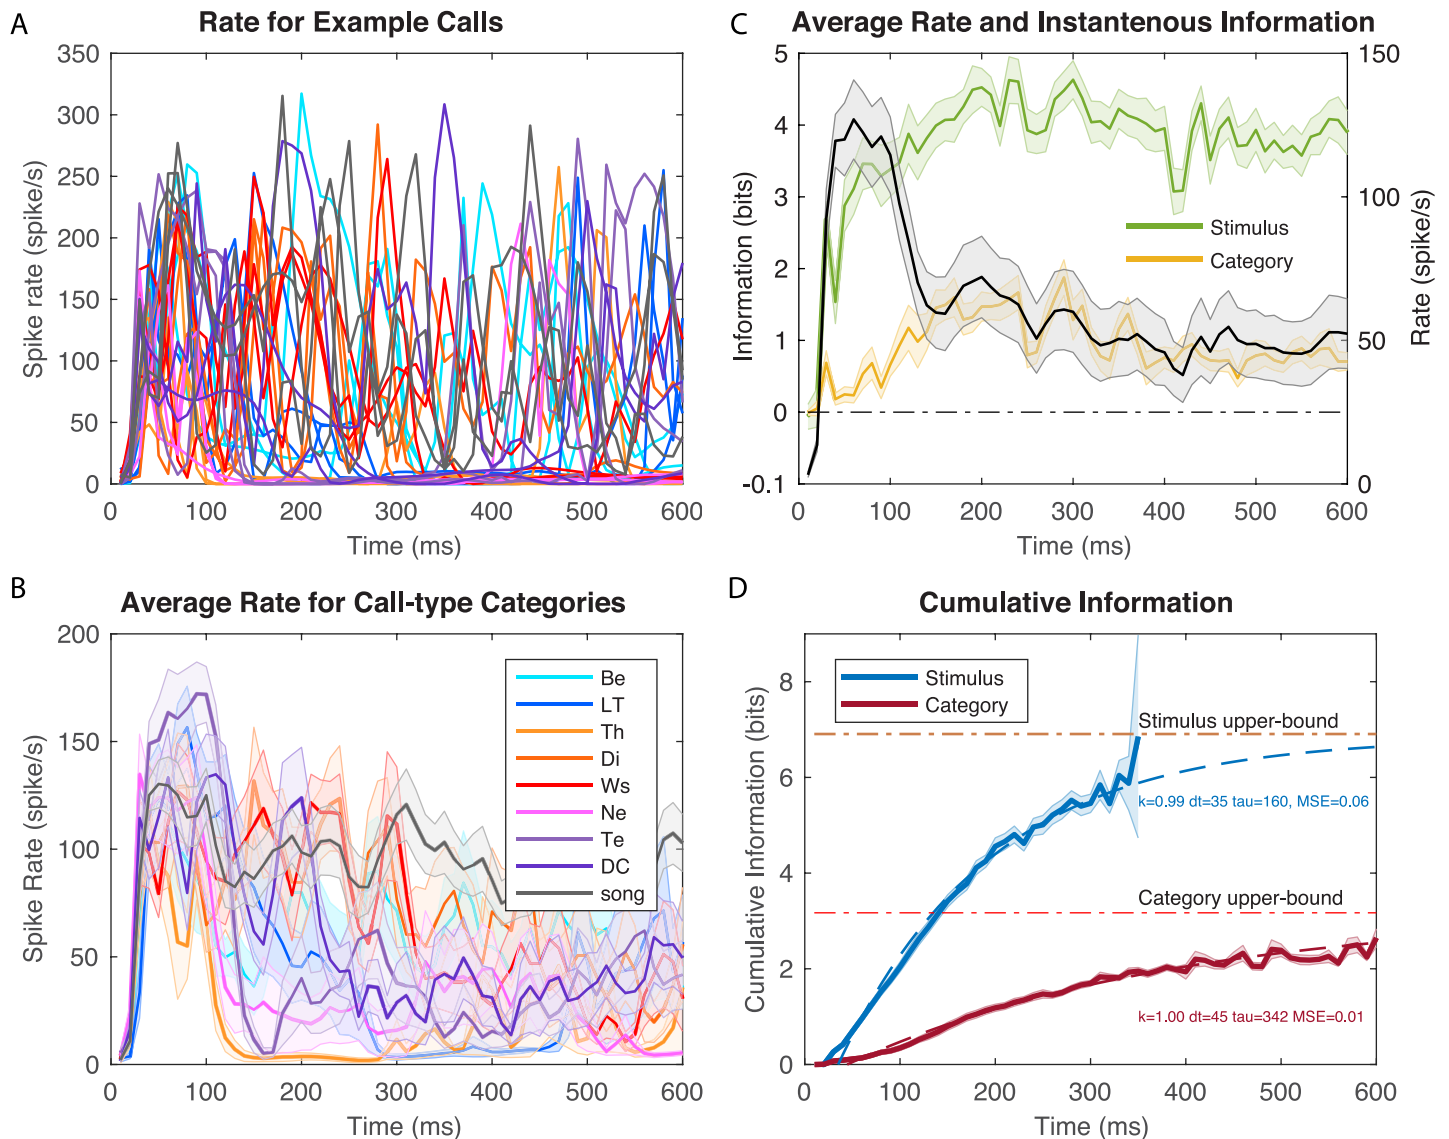 A
Rate for Example Calls
350
300
250
200
150
100
50
0
Spike rate (spike/s)
0 100 200 300 400 500 600
Time (ms)
C
Average Rate and Instantenous Information
5
4
3
2
1
0
-0.1
Information (bits)
150
100
50
0
Rate (spike/s)
Stimulus
Category
0 100 200 300 400 500 600
Time (ms)
B
Average Rate for Call-type Categories
200
150
100
50
0
Spike Rate (spike/s)
Be
LT
Th
Di
Ws
Ne
Te
DC
song
0 100 200 300 400 500 600
Time (ms)
D
Cumulative Information
8
6
4
2
0
Cumulative Information (bits)
Stimulus
Category
Stimulus upper-bound
k=0.99 dt=35 tau=160, MSE=0.06
Category upper-bound
k=1.00 dt=45 tau=342 MSE=0.01
0 100 200 300 400 500 600
Time (ms)